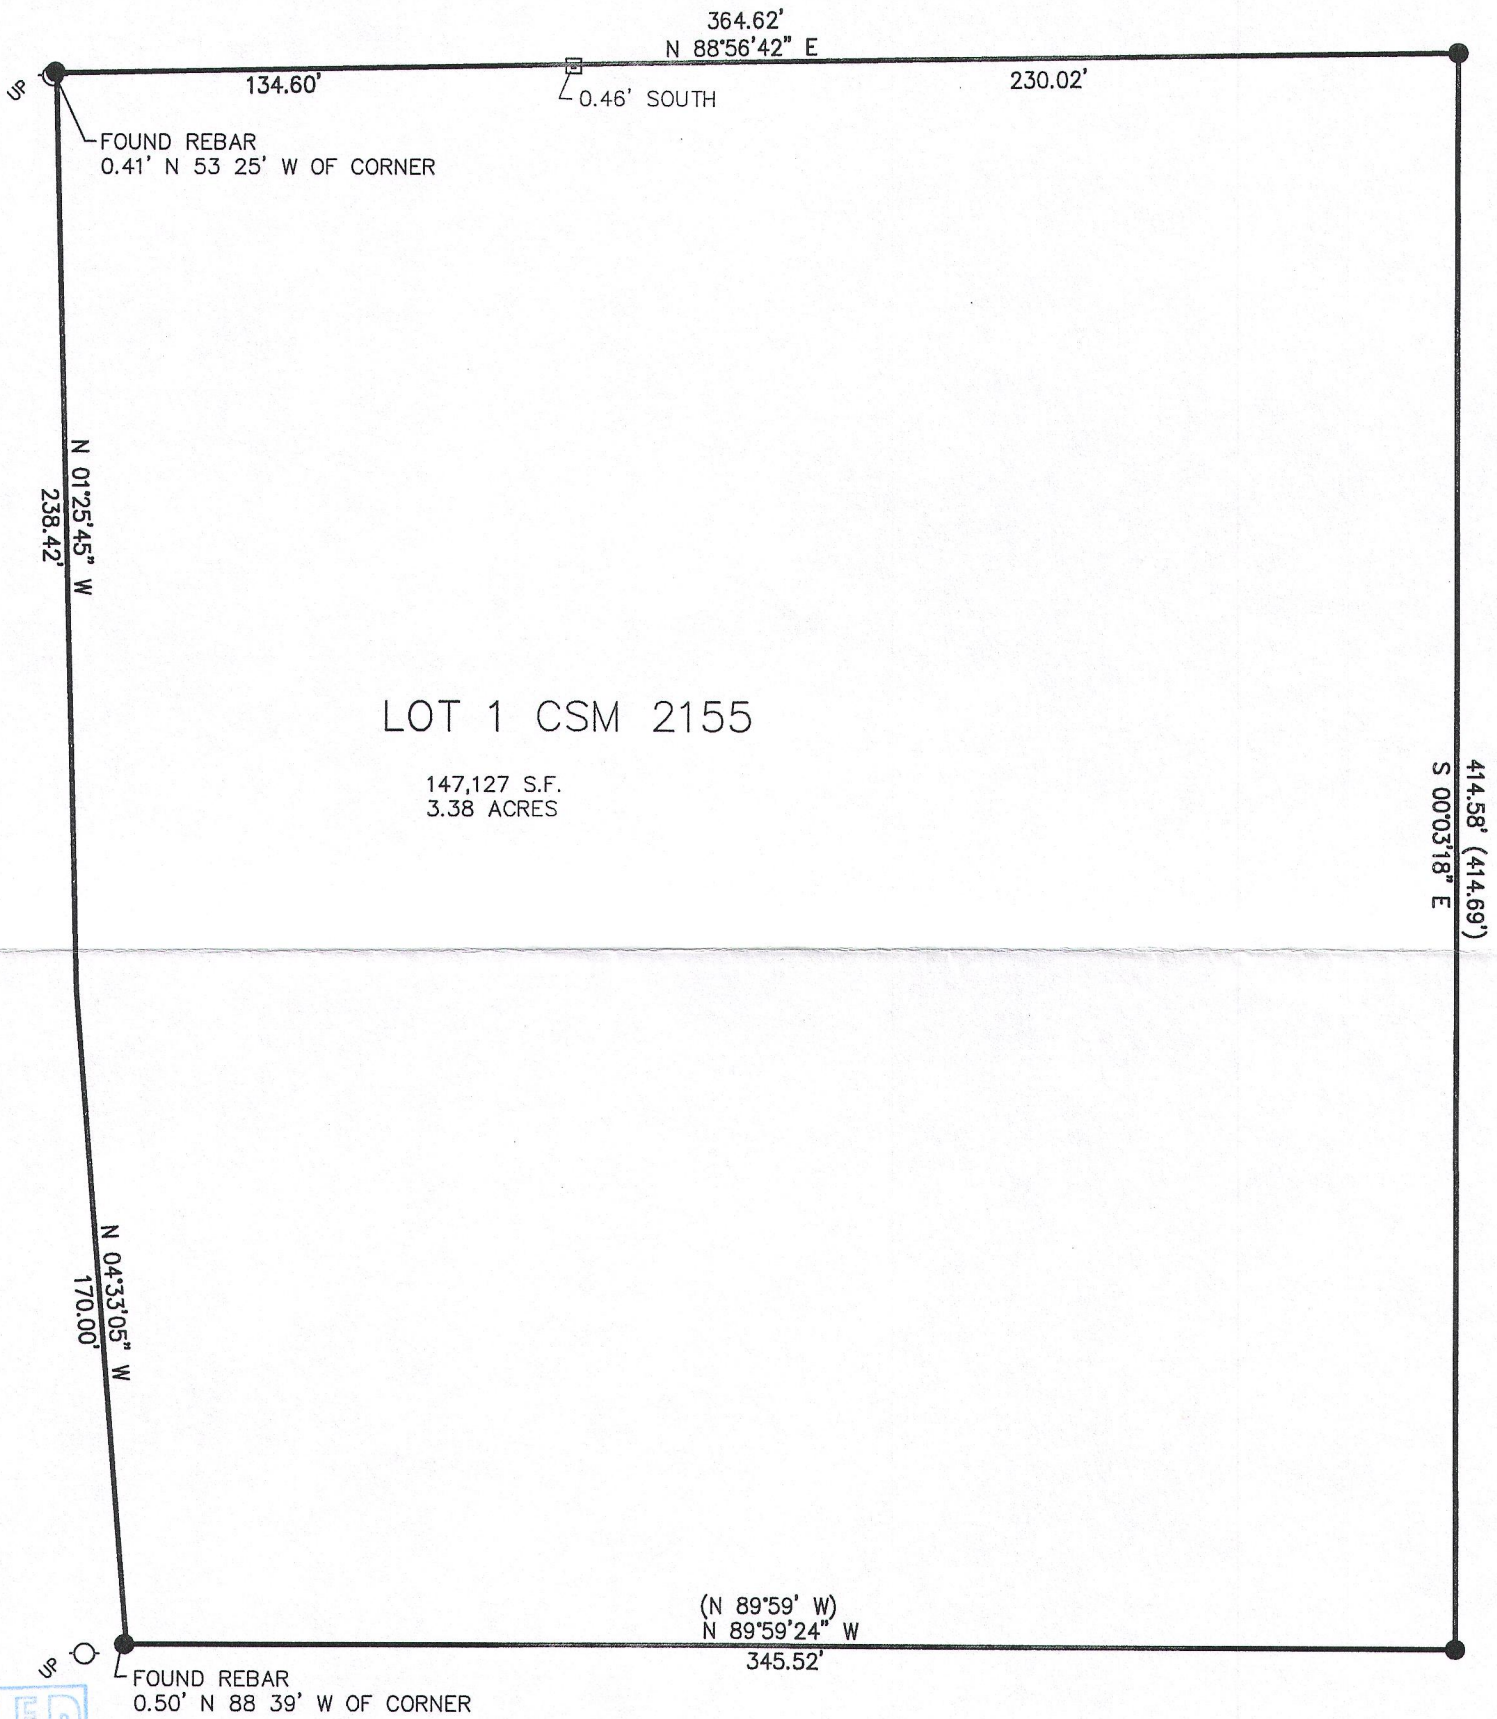 364.62'
N 88°56'42" E
134.60'
230.02'
0.46' SOUTH
UP
FOUND REBAR
0.41' N 53 25' W OF CORNER
N 01°25'45" W
238.42'
LOT 1 CSM 2155
147,127 S.F.
3.38 ACRES
414.58' (414.69')
S 00°03'18" E
N 04°33'05" W
170.00'
(N 89°59' W)
N 89°59'24" W
345.52'
UP
FOUND REBAR
0.50' N 88 39' W OF CORNER